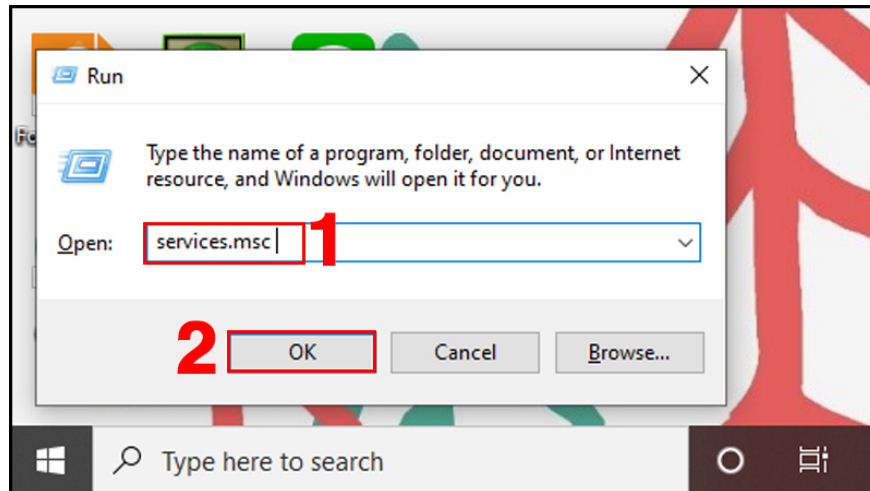 Run
Type the name of a program, folder, document, or Internet
resource, and Windows will open it for you.
Open: services.msc 1
2 OK Cancel Browse...
Type here to search